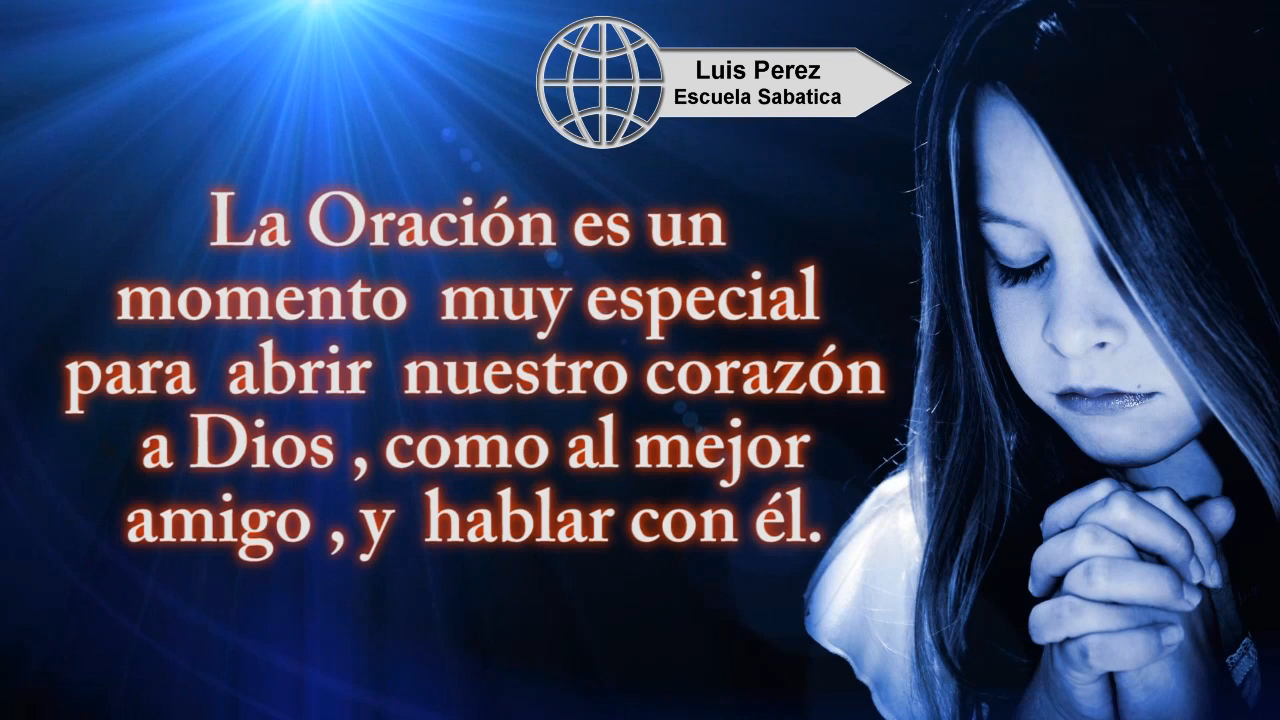 Luis Perez
Escuela Sabatica
La Oración es un
momento muy especial
para abrir nuestro corazón
a Dios , como al mejor
amigo , y hablar con él.